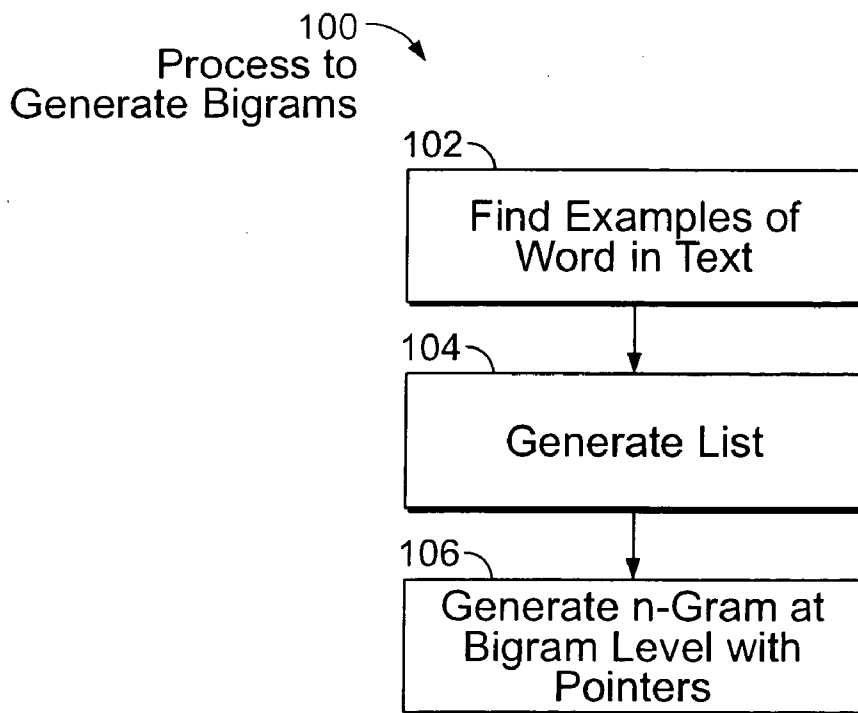 100
Process to
Generate Bigrams
102
Find Examples of
Word in Text
104
Generate List
106
Generate n-Gram at
Bigram Level with
Pointers